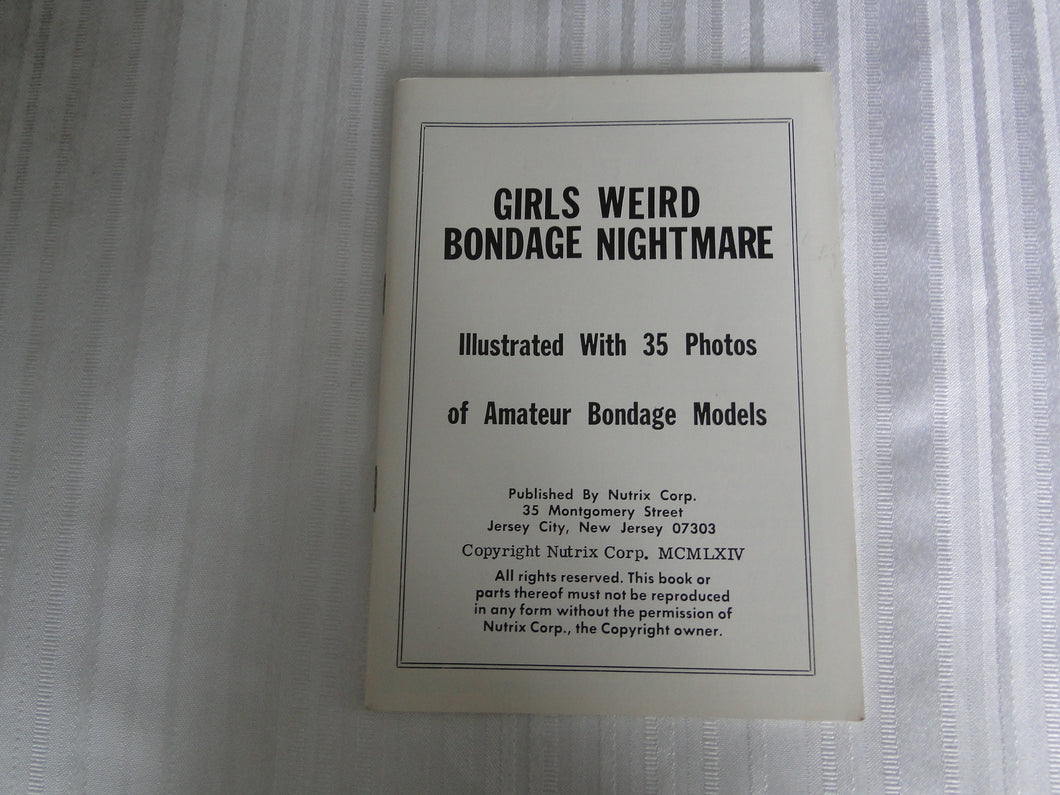 GIRLS WEIRD
BONDAGE NIGHTMARE
Illustrated With 35 Photos
of Amateur Bondage Models
Published By Nutrix Corp.
35 Montgomery Street
Jersey City, New Jersey 07303
Copyright Nutrix Corp. MCMLXIV
All rights reserved. This book or
parts thereof must not be reproduced
in any form without the permission of
Nutrix Corp., the Copyright owner.